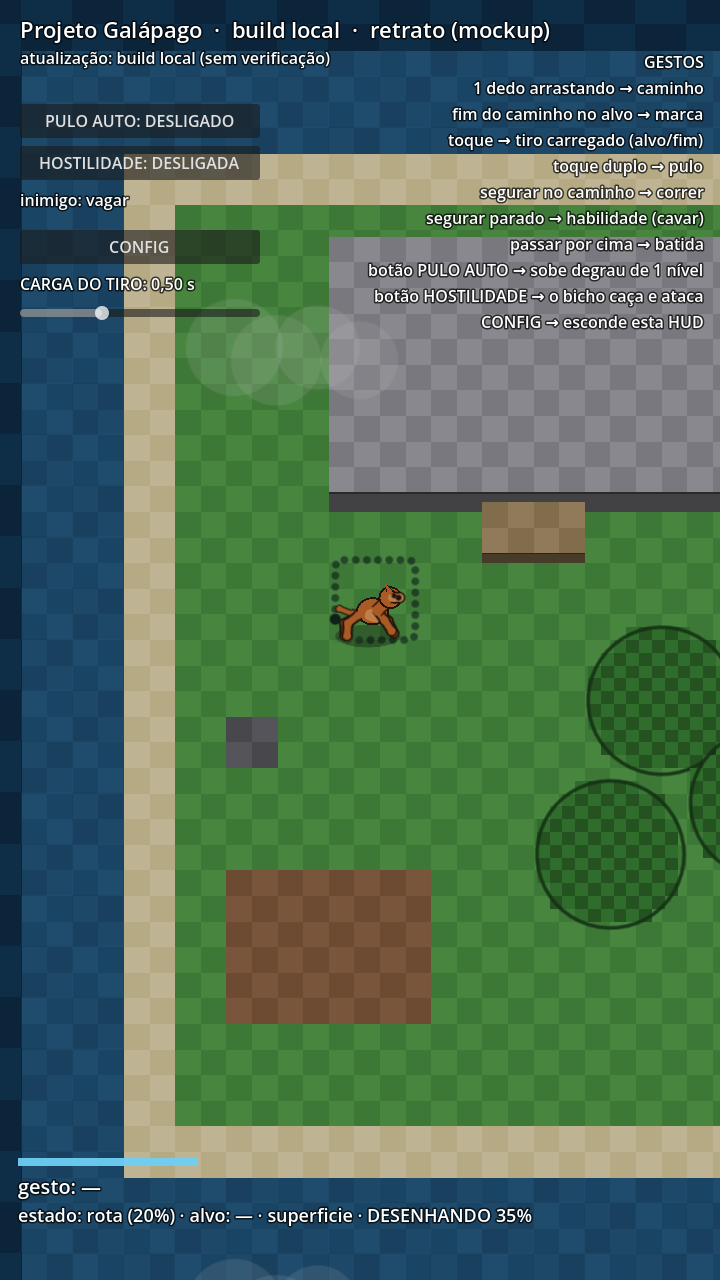 Projeto Galápago · build local · retrato (mockup)
atualização: build local (sem verificação)
PULO AUTO: DESLIGADO
HOSTILIDADE: DESLIGADA
inimigo: vagar
CONFIG
CARGA DO TIRO: 0,50 s
GESTOS
1 dedo arrastando → caminho
fim do caminho no alvo → marca
toque → tiro carregado (alvo/fim)
toque duplo → pulo
segurar no caminho → correr
segurar parado → habilidade (cavar)
passar por cima → batida
botão PULO AUTO → sobe degrau de 1 nível
botão HOSTILIDADE → o bicho caça e ataca
CONFIG → esconde esta HUD
gesto: —
estado: rota (20%) · alvo: — · superficie · DESENHANDO 35%